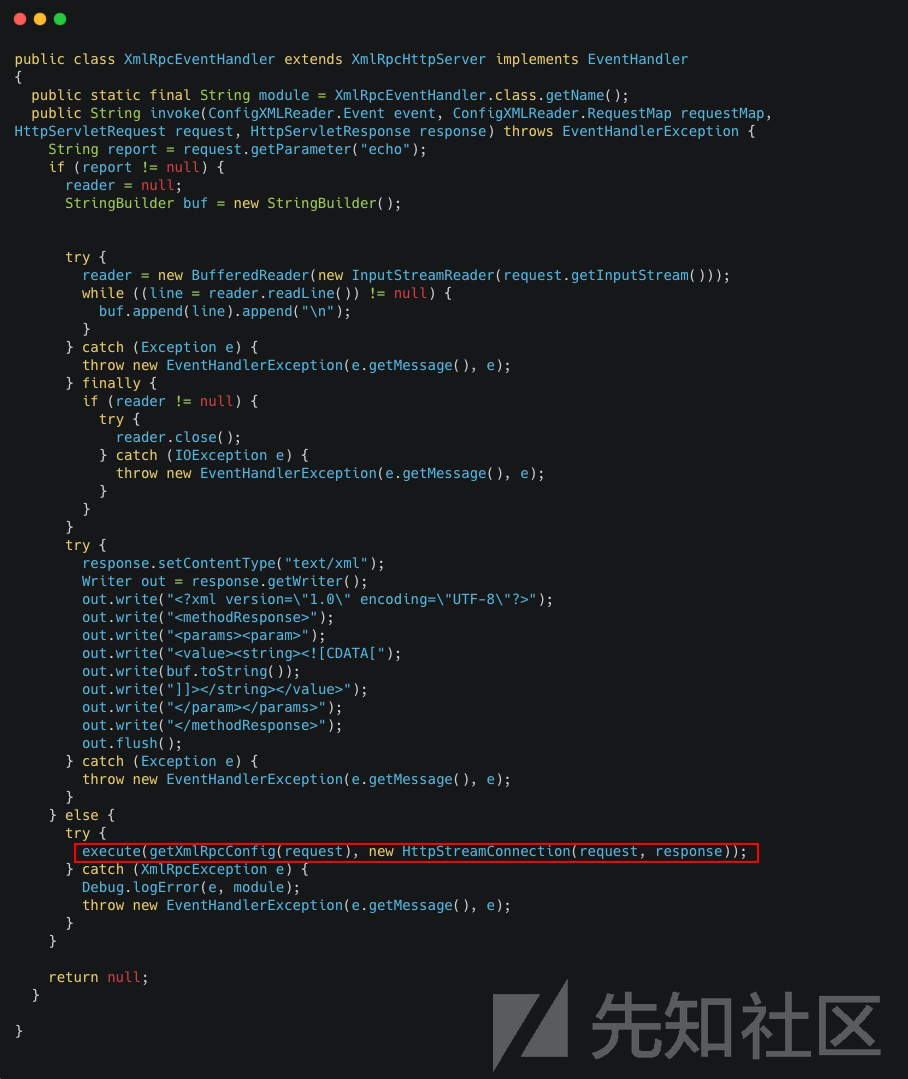 public class XmlRpcEventHandler extends XmlRpcHttpServer implements EventHandler
{
  public static final String module = XmlRpcEventHandler.class.getName();
  public String invoke(ConfigXMLReader.Event event, ConfigXMLReader.RequestMap requestMap,
HttpServletRequest request, HttpServletResponse response) throws EventHandlerException {
    String report = request.getParameter("echo");
    if (report != null) {
      reader = null;
      StringBuilder buf = new StringBuilder();
      try {
        reader = new BufferedReader(new InputStreamReader(request.getInputStream()));
        while ((line = reader.readLine()) != null) {
          buf.append(line).append("\n");
        }
      } catch (Exception e) {
        throw new EventHandlerException(e.getMessage(), e);
      } finally {
        if (reader != null) {
          try {
            reader.close();
          } catch (IOException e) {
            throw new EventHandlerException(e.getMessage(), e);
          }
        }
      }
      try {
        response.setContentType("text/xml");
        Writer out = response.getWriter();
        out.write("<?xml version=\"1.0\" encoding=\"UTF-8\"?>");
        out.write("<methodResponse>");
        out.write("<params><param>");
        out.write("<value><string><![CDATA[");
        out.write(buf.toString());
        out.write("]]></string></value>");
        out.write("</param></params>");
        out.write("</methodResponse>");
        out.flush();
      } catch (Exception e) {
        throw new EventHandlerException(e.getMessage(), e);
      }
    } else {
      try {
        execute(getXmlRpcConfig(request), new HttpStreamConnection(request, response));
      } catch (XmlRpcException e) {
        Debug.logError(e, module);
        throw new EventHandlerException(e.getMessage(), e);
      }
    }
    return null;
  }
}
先知社区